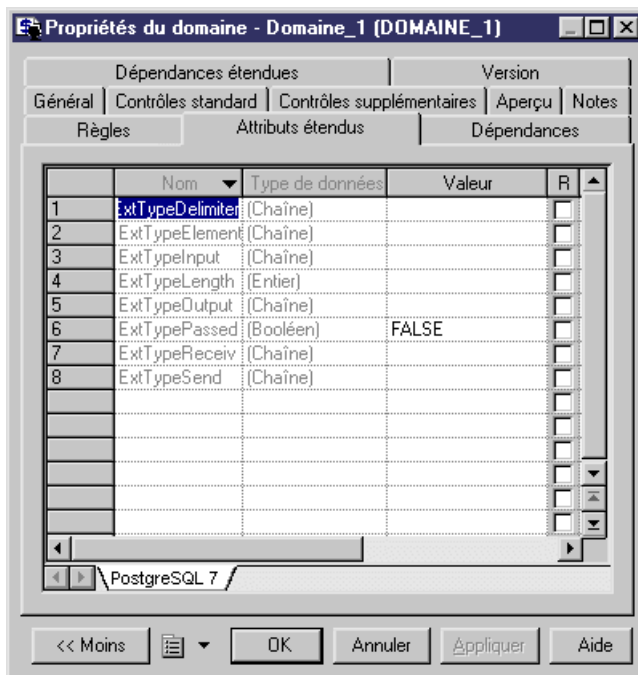 Propriétés du domaine - Domaine_1 (DOMAINE_1)
Dépendances étendues Version
Général Contrôles standard Contrôles supplémentaires Aperçu Notes
Règles Attributs étendus Dépendances
Nom Type de données Valeur R
1 ExtTypeDelimiter (Chaîne)
2 ExtTypeElement (Chaîne)
3 ExtTypeInput (Chaîne)
4 ExtTypeLength (Entier)
5 ExtTypeOutput (Chaîne)
6 ExtTypePassed (Booléen) FALSE
7 ExtTypeReceiv (Chaîne)
8 ExtTypeSend (Chaîne)
PostgreSQL 7
<< Moins OK Annuler Appliquer Aide